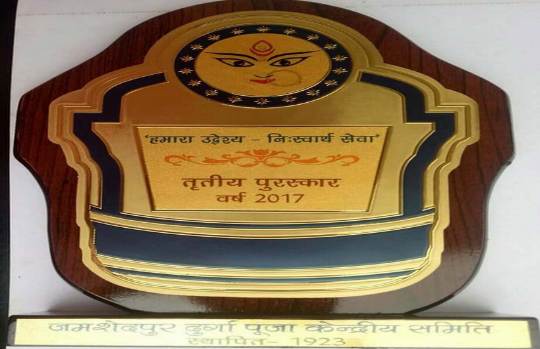 'हमारा उद्देश्य - निःस्वार्थ सेवा'
तृतीय पुरस्कार
वर्ष 2017
जमशेदपुर दुर्गा पूजा केन्द्रीय समिति
स्थापित- 1923